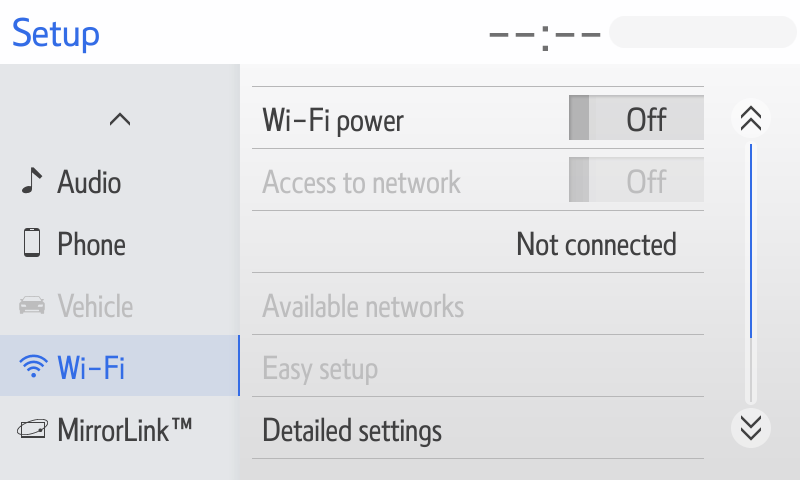 Setup
--:--
Audio
Phone
Vehicle
Wi-Fi
MirrorLink™
Wi-Fi power
Off
Access to network
Off
Not connected
Available networks
Easy setup
Detailed settings